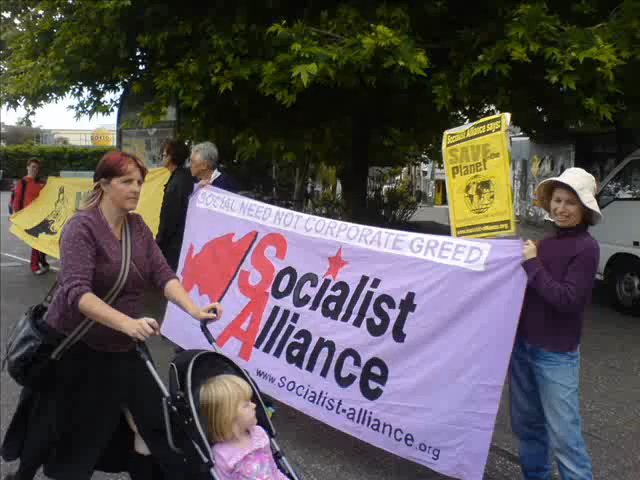 Socialist Alliance says:
SAVE the
Planet
SOCIAL NEED NOT CORPORATE GREED
Socialist
Alliance
www.socialist-alliance.org